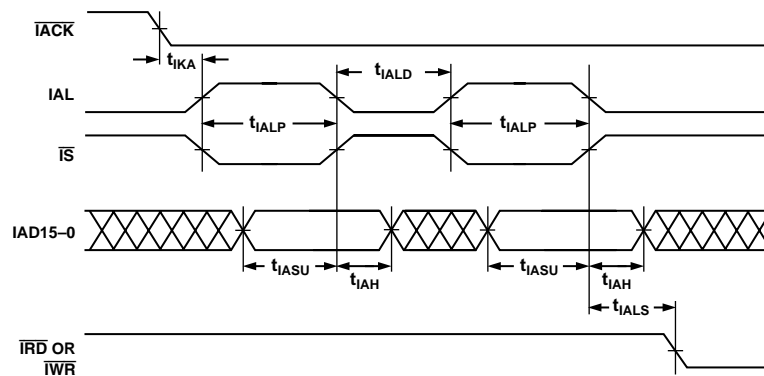 IACK
tIKA
tIALD
IAL
tIALP
tIALP
IS
IAD15–0
tIASU
tIAH
tIASU
tIAH
tIALS
IRD OR
IWR